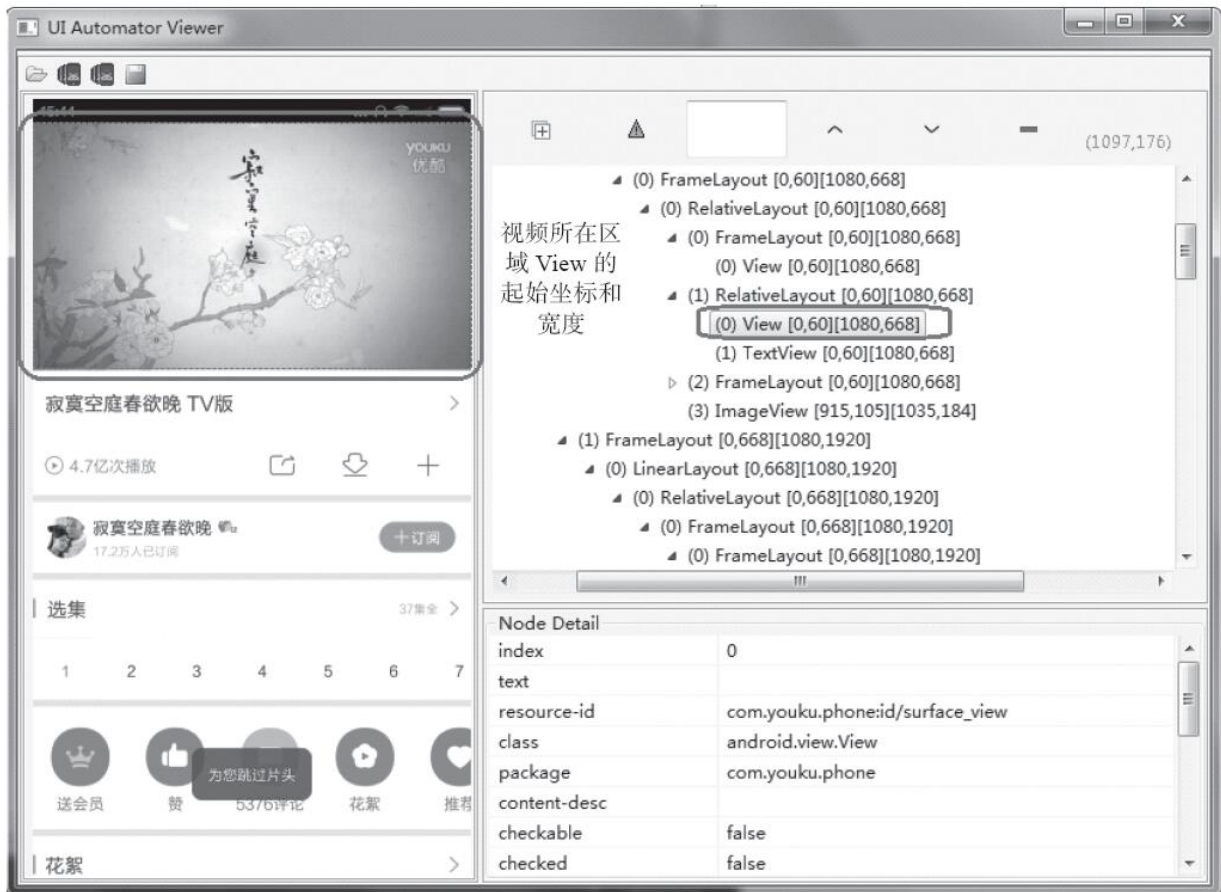 UI Automator Viewer
YOUKU
优酷
寂寞空庭
寂寞空庭春欲晚 TV版
4.7亿次播放
寂寞空庭春欲晚
17.2万人已订阅
+订阅
选集
37集全
1 2 3 4 5 6 7
为您跳过片头
送会员 赞 5376评论 花絮 推荐
花絮
(1097,176)
视频所在区
域 View 的
起始坐标和
宽度
(0) FrameLayout [0,60][1080,668]
(0) RelativeLayout [0,60][1080,668]
(0) FrameLayout [0,60][1080,668]
(0) View [0,60][1080,668]
(1) RelativeLayout [0,60][1080,668]
(0) View [0,60][1080,668]
(1) TextView [0,60][1080,668]
(2) FrameLayout [0,60][1080,668]
(3) ImageView [915,105][1035,184]
(1) FrameLayout [0,668][1080,1920]
(0) LinearLayout [0,668][1080,1920]
(0) RelativeLayout [0,668][1080,1920]
(0) FrameLayout [0,668][1080,1920]
(0) FrameLayout [0,668][1080,1920]
Node Detail
index 0
text
resource-id com.youku.phone:id/surface_view
class android.view.View
package com.youku.phone
content-desc
checkable false
checked false